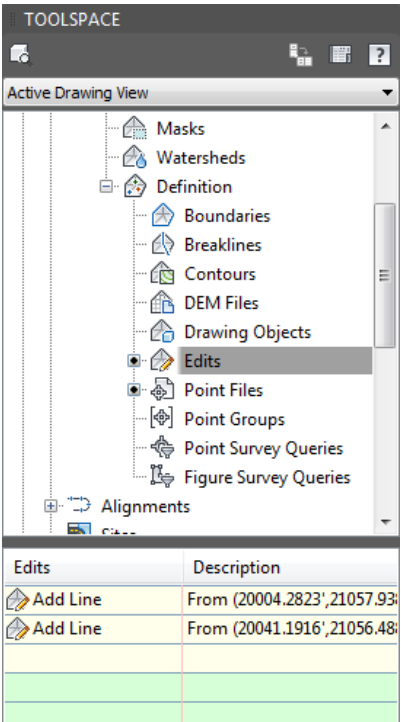 TOOLSPACE
?
Active Drawing View
Masks
Watersheds
Definition
Boundaries
Breaklines
Contours
DEM Files
Drawing Objects
Edits
Point Files
Point Groups
Point Survey Queries
Figure Survey Queries
Alignments
Edits Description
Add Line From (20004.2823',21057.93
Add Line From (20041.1916',21056.48